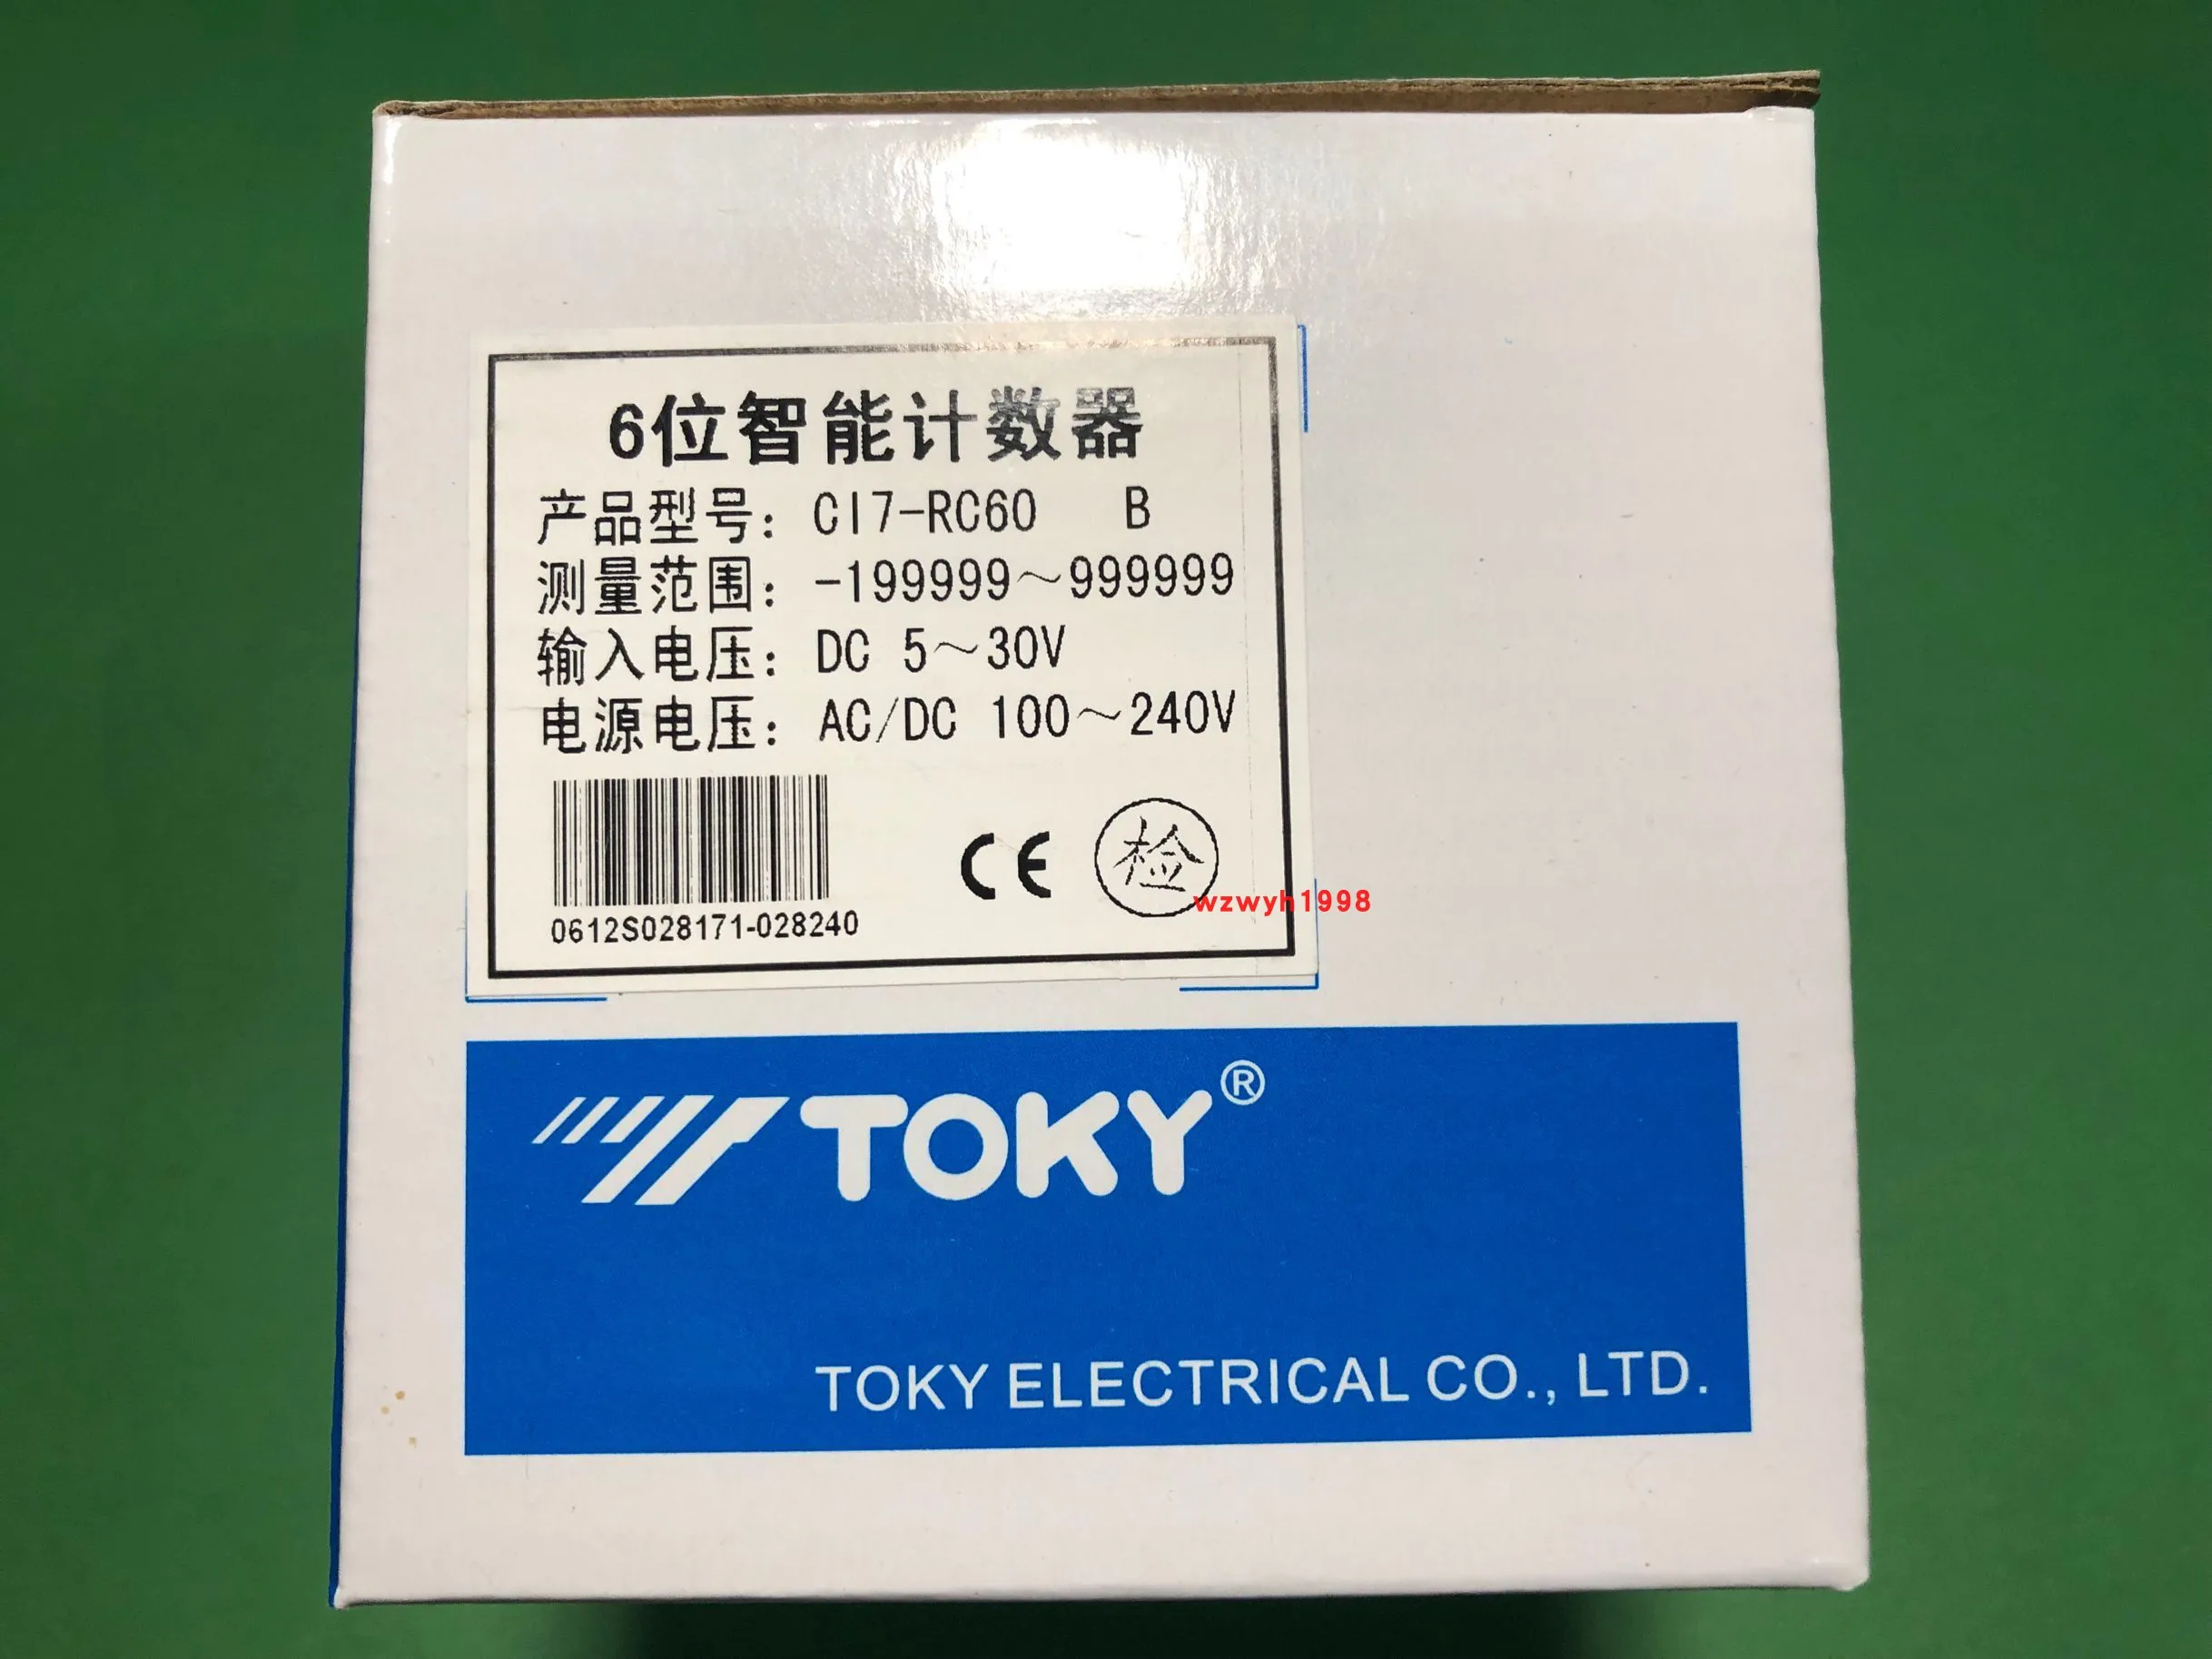 6位智能计数器
产品型号: CI7-RC60 B
测量范围: -199999～999999
输入电压: DC 5～30V
电源电压: AC/DC 100～240V
0612S028171-028240
CE
检
wzwyh1998
TOKY®
TOKY ELECTRICAL CO., LTD.